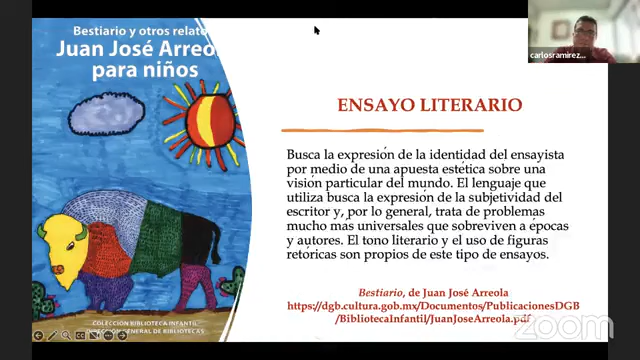 Bestiario y otros relato
Juan José Arreo
para niños
COLECCIÓN BIBLIOTECA INFANTIL
DIRECCIÓN GENERAL DE BIBLIOTECAS
carlosramirez...
ENSAYO LITERARIO
Busca la expresión de la identidad del ensayista
por medio de una apuesta estética sobre una
visión particular del mundo. El lenguaje que
utiliza busca la expresión de la subjetividad del
escritor y, por lo general, trata de problemas
mucho mas universales que sobreviven a épocas
y autores. El tono literario y el uso de figuras
retóricas son propios de este tipo de ensayos.
Bestiario, de Juan José Arreola
https://dgb.cultura.gob.mx/Documentos/PublicacionesDGB
/BibliotecaInfantil/JuanJoseArreola.pdf
zoom